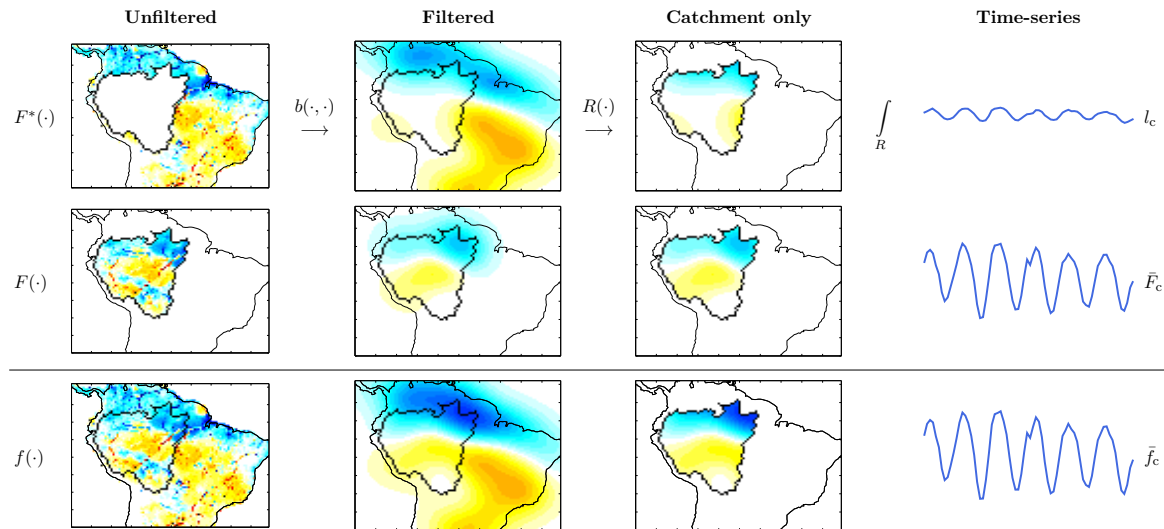 Unfiltered Filtered Catchment only Time-series
F*(·) b(·,·) → R(·) → ∫ R l_c
F(·) F̄_c
f(·) f̄_c